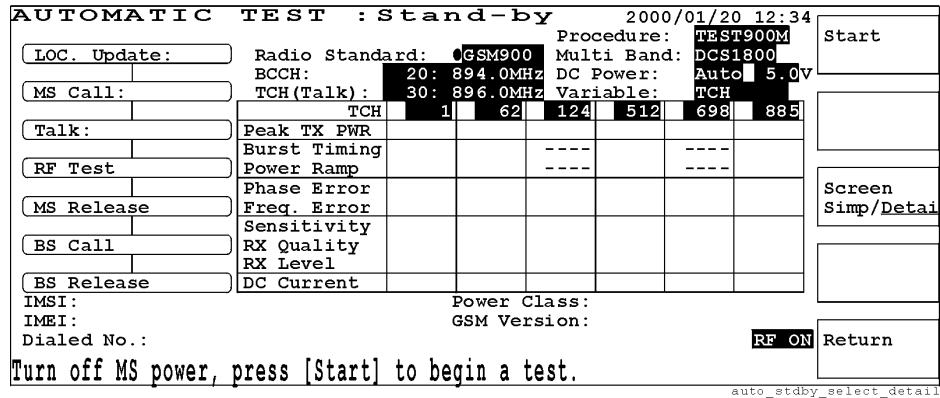 AUTOMATIC TEST :Stand-by 2000/01/20 12:34
Procedure: TEST900M
LOC. Update: Radio Standard: GSM900 Multi Band: DCS1800
BCCH: 20: 894.0MHz DC Power: Auto 5.0V
MS Call: TCH(Talk): 30: 896.0MHz Variable: TCH
TCH 1 62 124 512 698 885
Talk: Peak TX PWR
Burst Timing ---- ----
RF Test Power Ramp ---- ----
Phase Error
MS Release Freq. Error
Sensitivity
BS Call RX Quality
RX Level
BS Release DC Current
IMSI: Power Class:
IMEI: GSM Version:
Dialed No.: RF ON
Turn off MS power, press [Start] to begin a test.
Start
Screen
Simp/Detai
Return
auto_stdby_select_detail